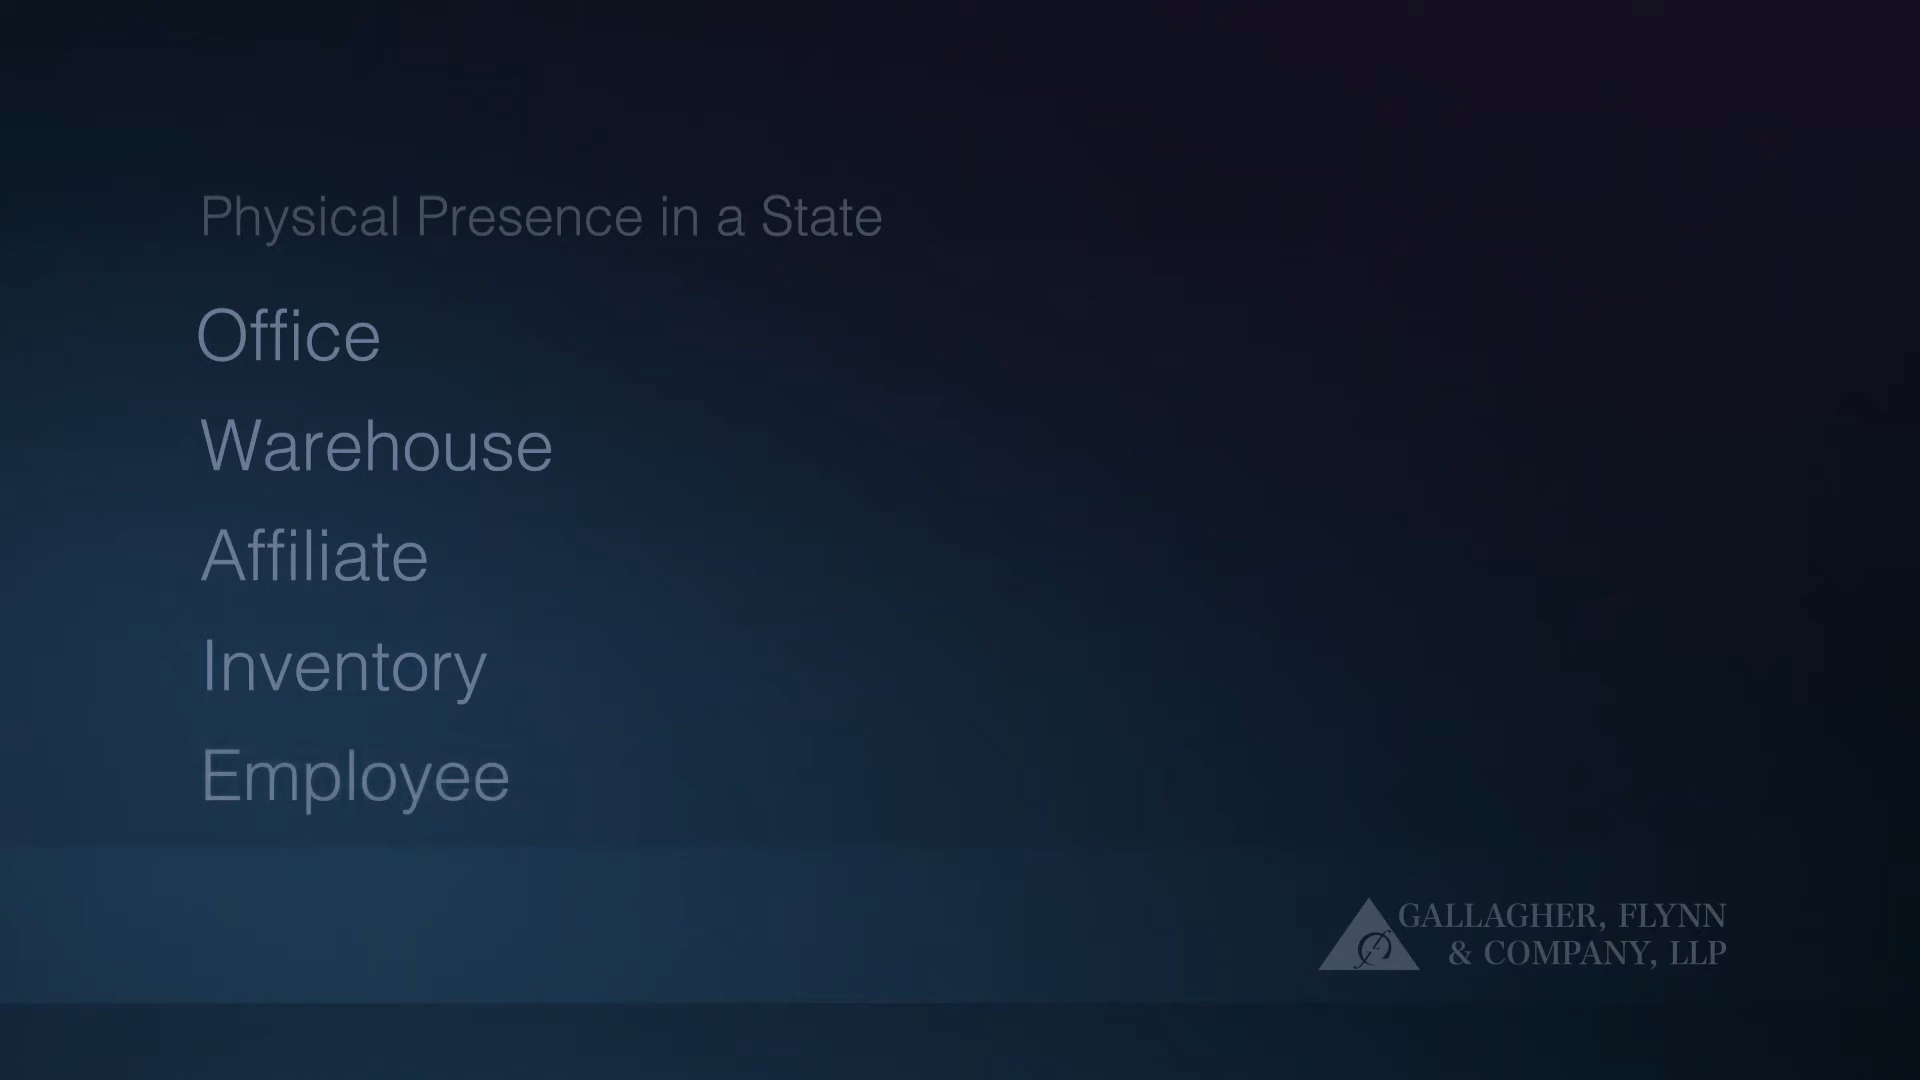 Physical Presence in a State
Office
Warehouse
Affiliate
Inventory
Employee
GALLAGHER, FLYNN
& COMPANY, LLP